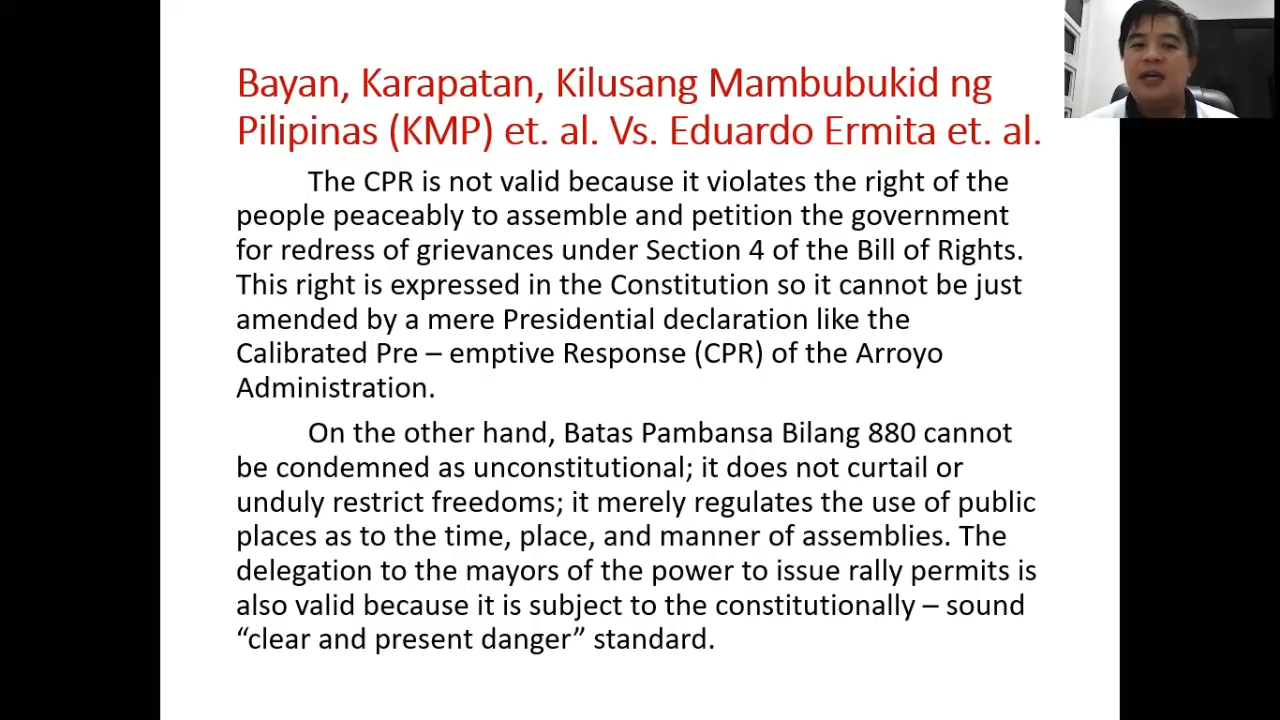 Bayan, Karapatan, Kilusang Mambubukid ng
Pilipinas (KMP) et. al. Vs. Eduardo Ermita et. al.
The CPR is not valid because it violates the right of the
people peaceably to assemble and petition the government
for redress of grievances under Section 4 of the Bill of Rights.
This right is expressed in the Constitution so it cannot be just
amended by a mere Presidential declaration like the
Calibrated Pre – emptive Response (CPR) of the Arroyo
Administration.
On the other hand, Batas Pambansa Bilang 880 cannot
be condemned as unconstitutional; it does not curtail or
unduly restrict freedoms; it merely regulates the use of public
places as to the time, place, and manner of assemblies. The
delegation to the mayors of the power to issue rally permits is
also valid because it is subject to the constitutionally – sound
“clear and present danger” standard.